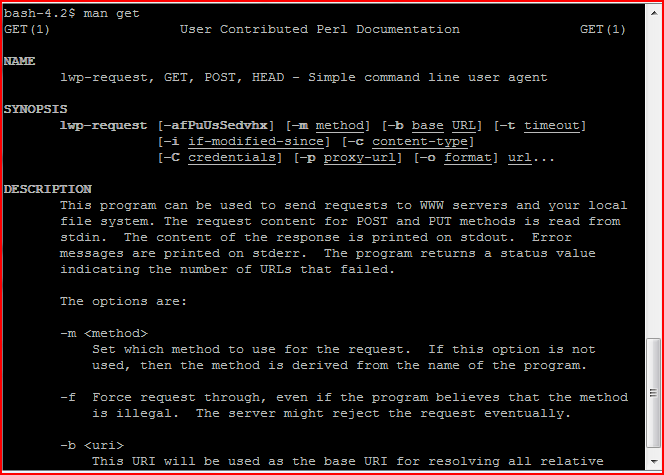 bash-4.2$ man get
GET(1) User Contributed Perl Documentation GET(1)
NAME
lwp-request, GET, POST, HEAD - Simple command line user agent
SYNOPSIS
lwp-request [-afPuUsSedvhx] [-m method] [-b base URL] [-t timeout]
[-i if-modified-since] [-c content-type]
[-C credentials] [-p proxy-url] [-o format] url...
DESCRIPTION
This program can be used to send requests to WWW servers and your local
file system. The request content for POST and PUT methods is read from
stdin.  The content of the response is printed on stdout.  Error
messages are printed on stderr.  The program returns a status value
indicating the number of URLs that failed.
The options are:
-m <method>
Set which method to use for the request.  If this option is not
used, then the method is derived from the name of the program.
-f  Force request through, even if the program believes that the method
is illegal.  The server might reject the request eventually.
-b <uri>
This URI will be used as the base URI for resolving all relative